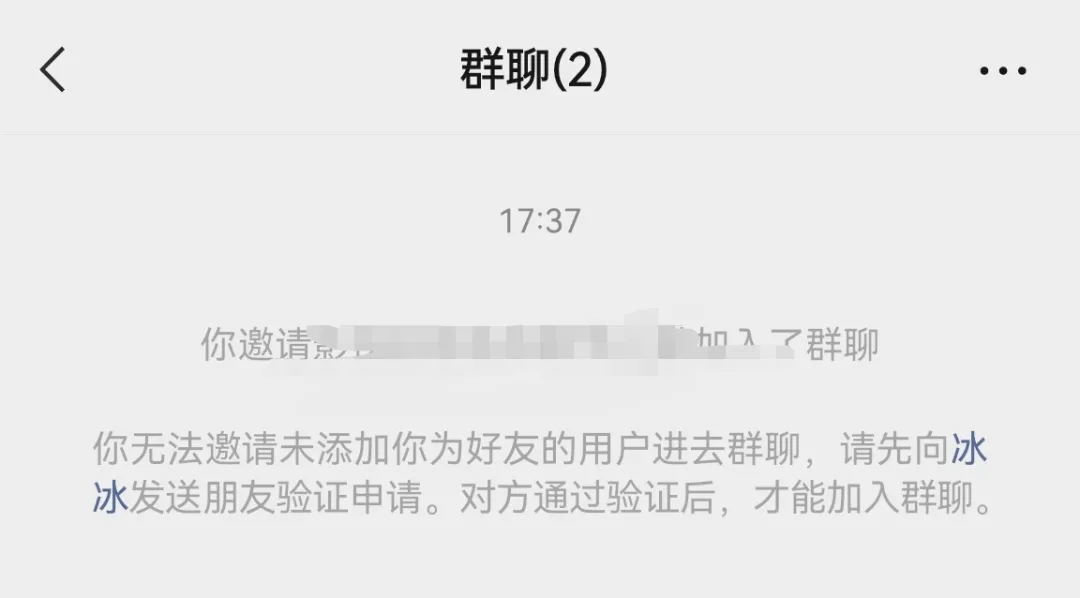 群聊(2)
17:37
你邀请影加入了群聊
你无法邀请未添加你为好友的用户进去群聊，请先向冰
冰发送朋友验证申请。对方通过验证后，才能加入群聊。